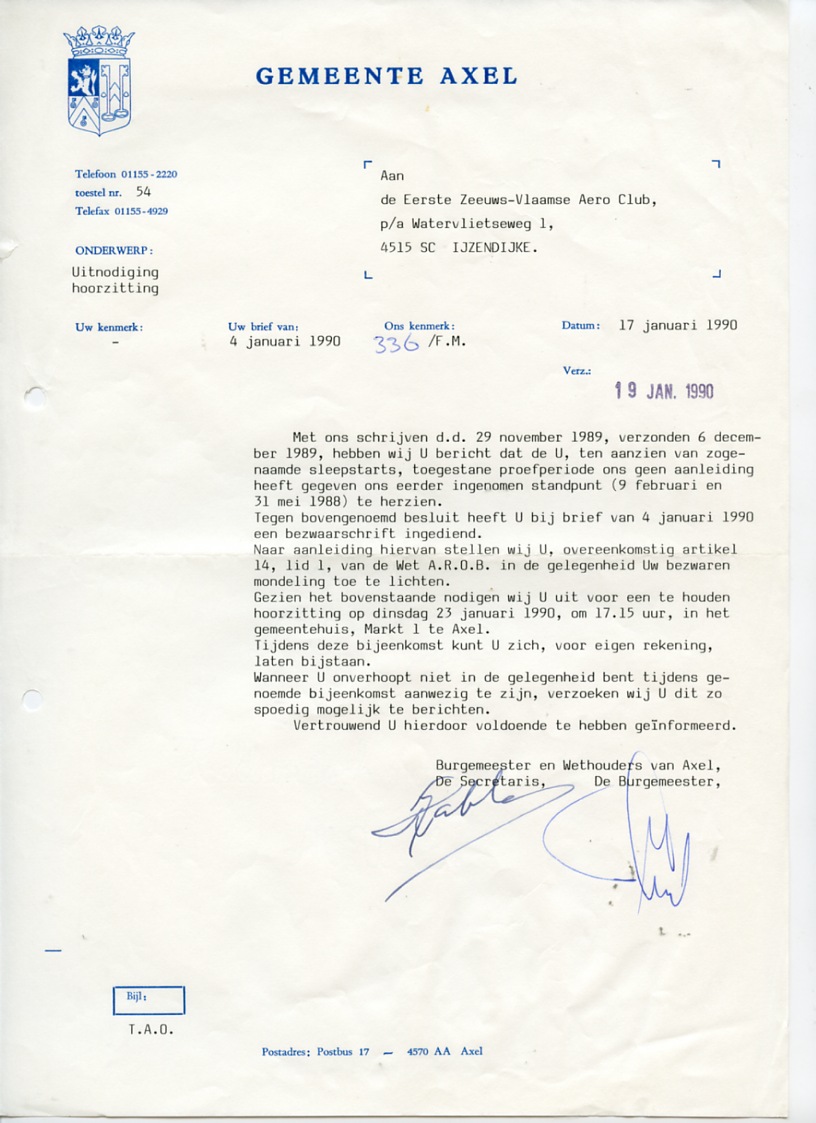 GEMEENTE AXEL
Telefoon 01155-2220
toestel nr. 54
Telefax 01155-4929
Aan
de Eerste Zeeuws-Vlaamse Aero Club,
p/a Watervlietseweg 1,
4515 SC IJZENDIJKE.
ONDERWERP:
Uitnodiging
hoorzitting
Uw kenmerk:
-
Uw brief van:
4 januari 1990
Ons kenmerk:
336 /F.M.
Datum: 17 januari 1990
Verz.:
19 JAN. 1990
Met ons schrijven d.d. 29 november 1989, verzonden 6 decem-
ber 1989, hebben wij U bericht dat de U, ten aanzien van zoge-
naamde sleepstarts, toegestane proefperiode ons geen aanleiding
heeft gegeven ons eerder ingenomen standpunt (9 februari en
31 mei 1988) te herzien.
Tegen bovengenoemd besluit heeft U bij brief van 4 januari 1990
een bezwaarschrift ingediend.
Naar aanleiding hiervan stellen wij U, overeenkomstig artikel
14, lid 1, van de Wet A.R.O.B. in de gelegenheid Uw bezwaren
mondeling toe te lichten.
Gezien het bovenstaande nodigen wij U uit voor een te houden
hoorzitting op dinsdag 23 januari 1990, om 17.15 uur, in het
gemeentehuis, Markt 1 te Axel.
Tijdens deze bijeenkomst kunt U zich, voor eigen rekening,
laten bijstaan.
Wanneer U onverhoopt niet in de gelegenheid bent tijdens ge-
noemde bijeenkomst aanwezig te zijn, verzoeken wij U dit zo
spoedig mogelijk te berichten.
Vertrouwend U hierdoor voldoende te hebben geïnformeerd.
Burgemeester en Wethouders van Axel,
De Secretaris, De Burgemeester,
Bijl:
T.A.O.
Postadres: Postbus 17 — 4570 AA Axel